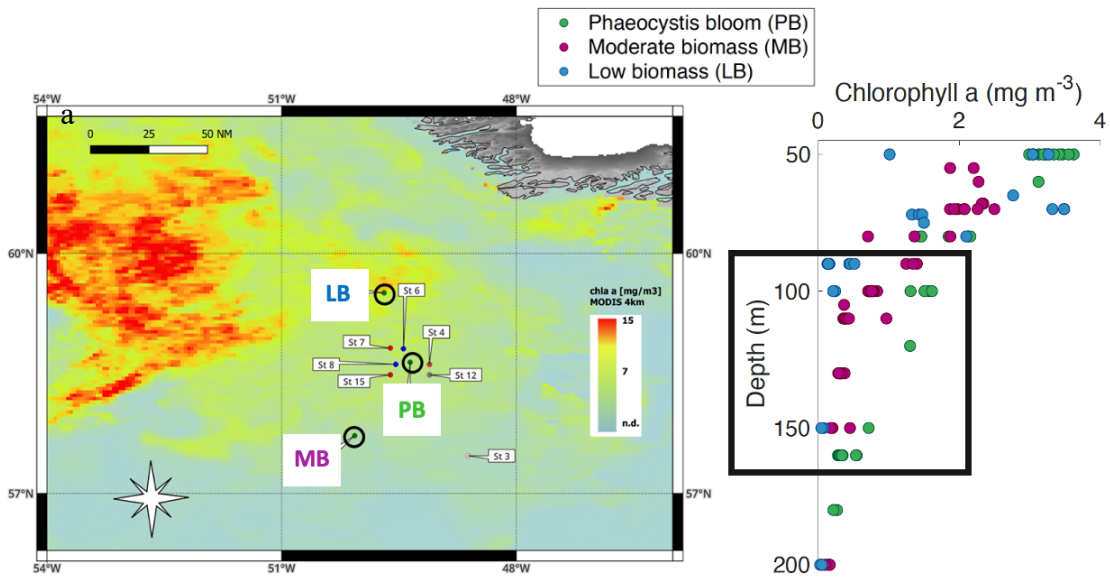 Phaeocystis bloom (PB)
Moderate biomass (MB)
Low biomass (LB)
54°W 51°W 48°W
a
0 25 50 NM
60°N 60°N
LB
St 6
St 7
St 4
St 8
St 15
St 12
PB
MB
St 3
57°N 57°N
chla a [mg/m3]
MODIS 4km
15
7
n.d.
54°W 51°W 48°W
Chlorophyll a (mg m-3)
0 2 4
50
100
150
200
Depth (m)